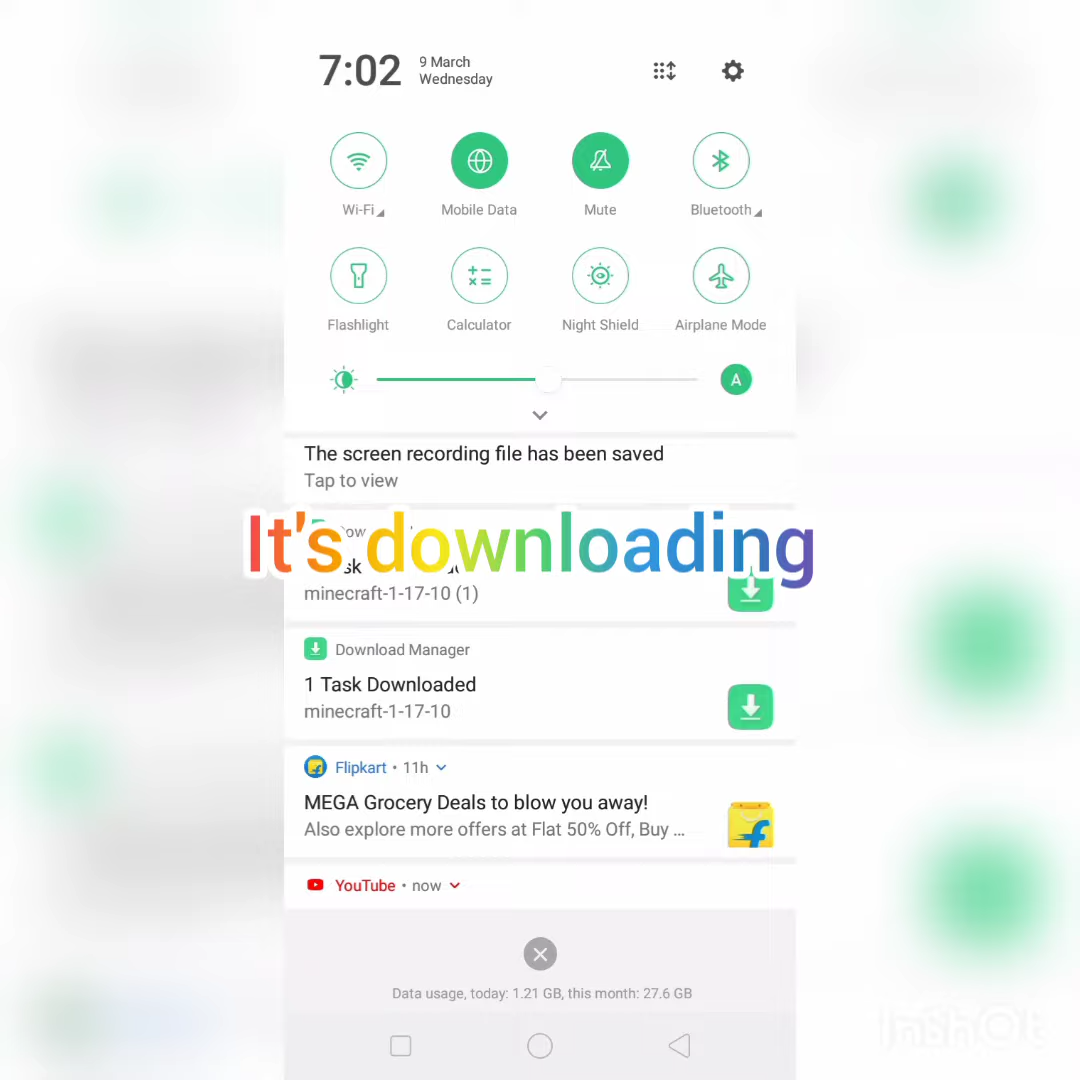 7:02
9 March
Wednesday
Wi-Fi
Mobile Data
Mute
Bluetooth
Flashlight
Calculator
Night Shield
Airplane Mode
A
The screen recording file has been saved
Tap to view
It's downloading
minecraft-1-17-10 (1)
Download Manager
1 Task Downloaded
minecraft-1-17-10
Flipkart • 11h
MEGA Grocery Deals to blow you away!
Also explore more offers at Flat 50% Off, Buy ...
YouTube • now
Data usage, today: 1.21 GB, this month: 27.6 GB
InShOt